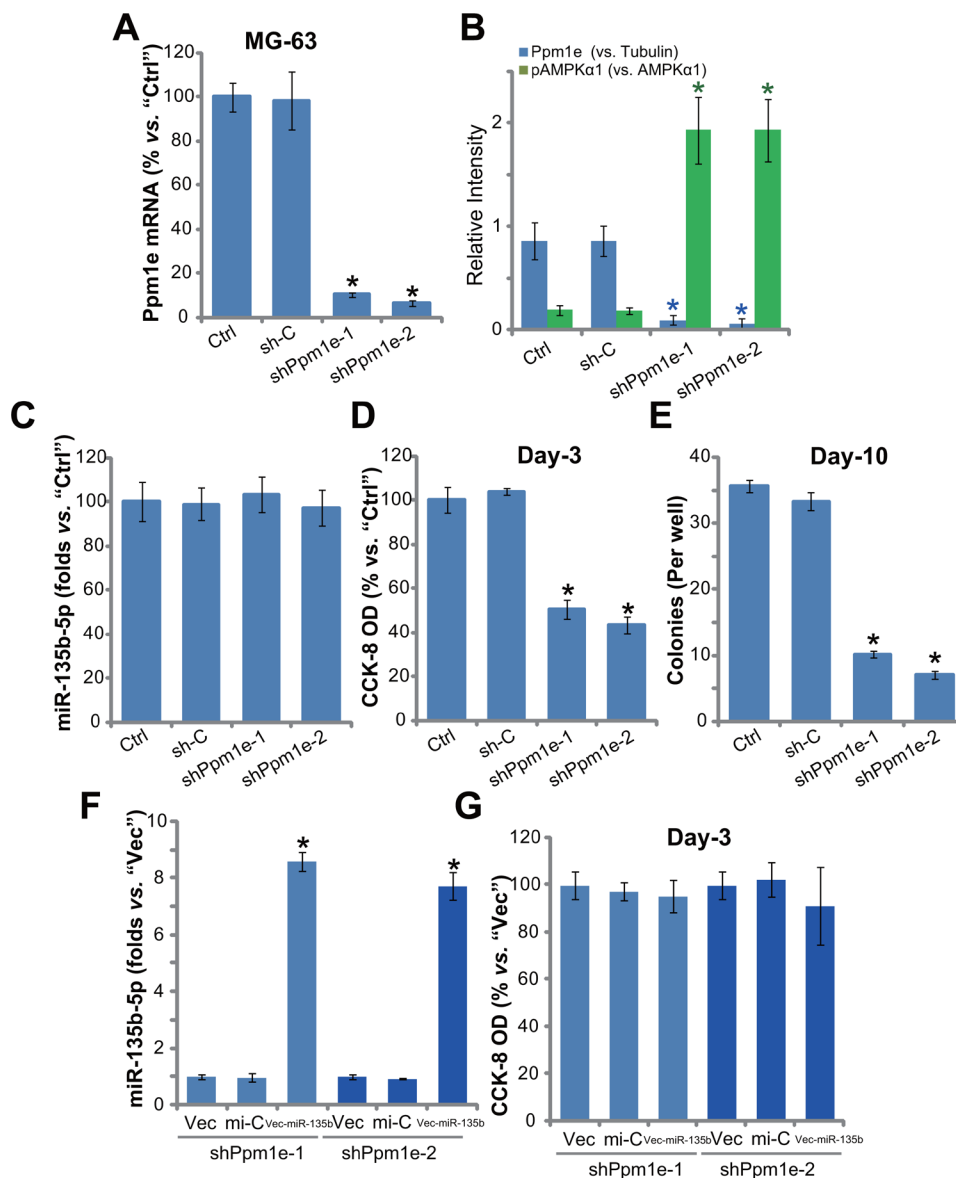 A
MG-63
Ppm1e mRNA (% vs. “Ctrl”)
120
100
80
60
40
20
0
*
*
Ctrl
sh-C
shPpm1e-1
shPpm1e-2
B
Ppm1e (vs. Tubulin)
pAMPKα1 (vs. AMPKα1)
Relative Intensity
2
1
0
*
*
*
*
Ctrl
sh-C
shPpm1e-1
shPpm1e-2
C
miR-135b-5p (folds vs. “Ctrl”)
120
100
80
60
40
20
0
Ctrl
sh-C
shPpm1e-1
shPpm1e-2
D
Day-3
CCK-8 OD (% vs. “Ctrl”)
120
100
80
60
40
20
0
*
*
Ctrl
sh-C
shPpm1e-1
shPpm1e-2
E
Day-10
Colonies (Per well)
40
30
20
10
0
*
*
Ctrl
sh-C
shPpm1e-1
shPpm1e-2
F
miR-135b-5p (folds vs. “Vec”)
10
8
6
4
2
0
*
*
Vec mi-C Vec-miR-135b Vec mi-C Vec-miR-135b
shPpm1e-1 shPpm1e-2
G
Day-3
CCK-8 OD (% vs. “Vec”)
120
100
80
60
40
20
0
Vec mi-C Vec-miR-135b Vec mi-C Vec-miR-135b
shPpm1e-1 shPpm1e-2